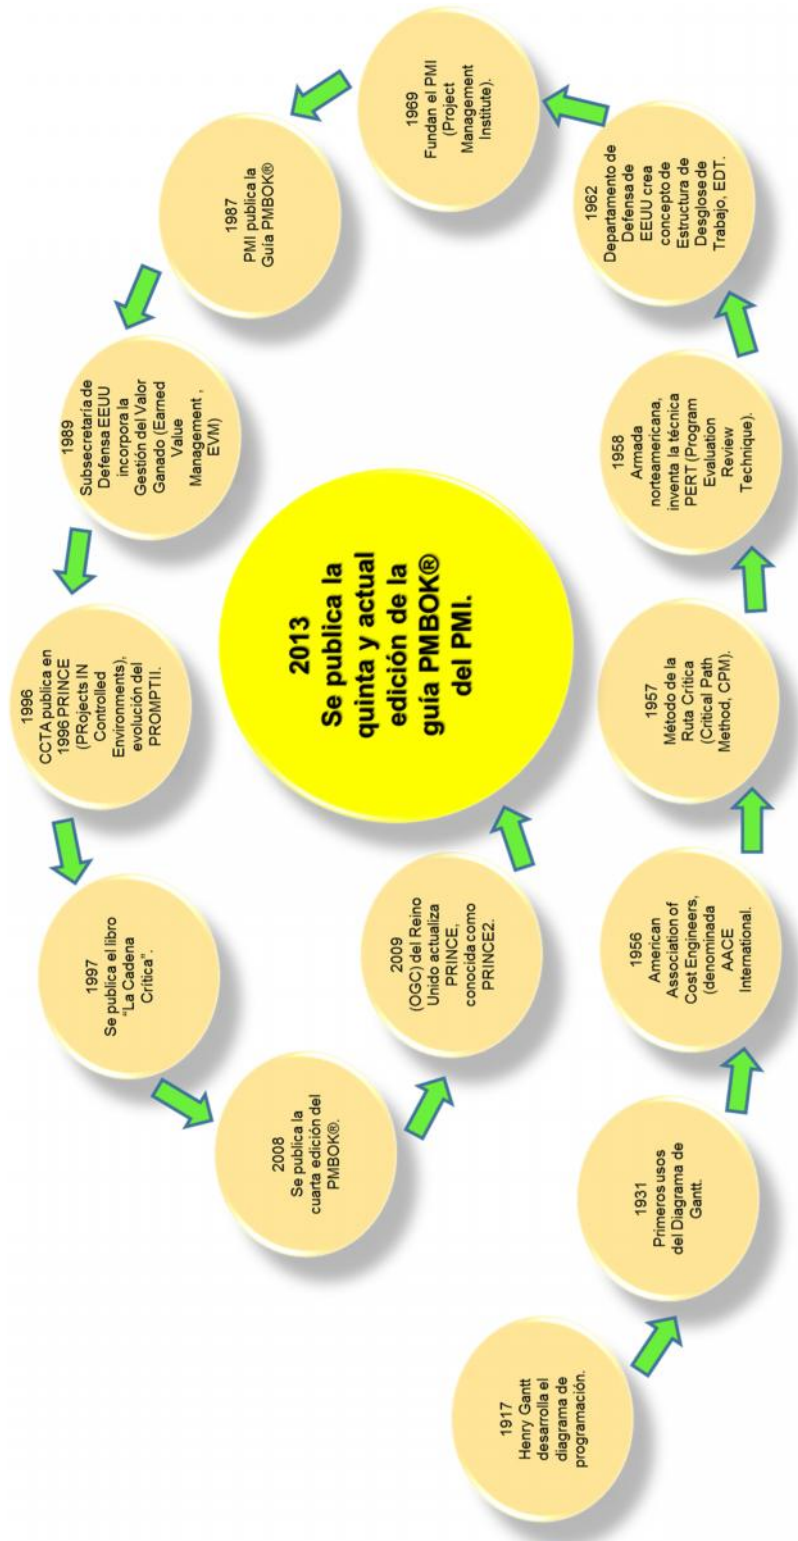 1917
Henry Gantt
desarrolla el
diagrama de
programación.
1931
Primeros usos
del Diagrama de
Gantt.
1956
American
Association of
Cost Engineers,
(denominada
AACE
International.
1957
Método de la
Ruta Crítica
(Critical Path
Method, CPM).
1958
Armada
norteamericana,
inventa la técnica
PERT (Program
Evaluation
Review
Technique).
1962
Departamento de
Defensa de
EEUU crea
concepto de
Estructura de
Desglose de
Trabajo, EDT.
1969
Fundan el PMI
(Project
Management
Institute).
1987
PMI publica la
Guía PMBOK®
1989
Subsecretaría de
Defensa EEUU
incorpora la
Gestión del Valor
Ganado (Earned
Value
Management ,
EVM)
1996
CCTA publica en
1996 PRINCE
(PRojects IN
Controlled
Environments),
evolución del
PROMPTII.
1997
Se publica el libro
“La Cadena
Crítica”.
2008
Se publica la
cuarta edición del
PMBOK®.
2009
(OGC) del Reino
Unido actualiza
PRINCE,
conocida como
PRINCE2.
2013
Se publica la
quinta y actual
edición de la
guía PMBOK®
del PMI.